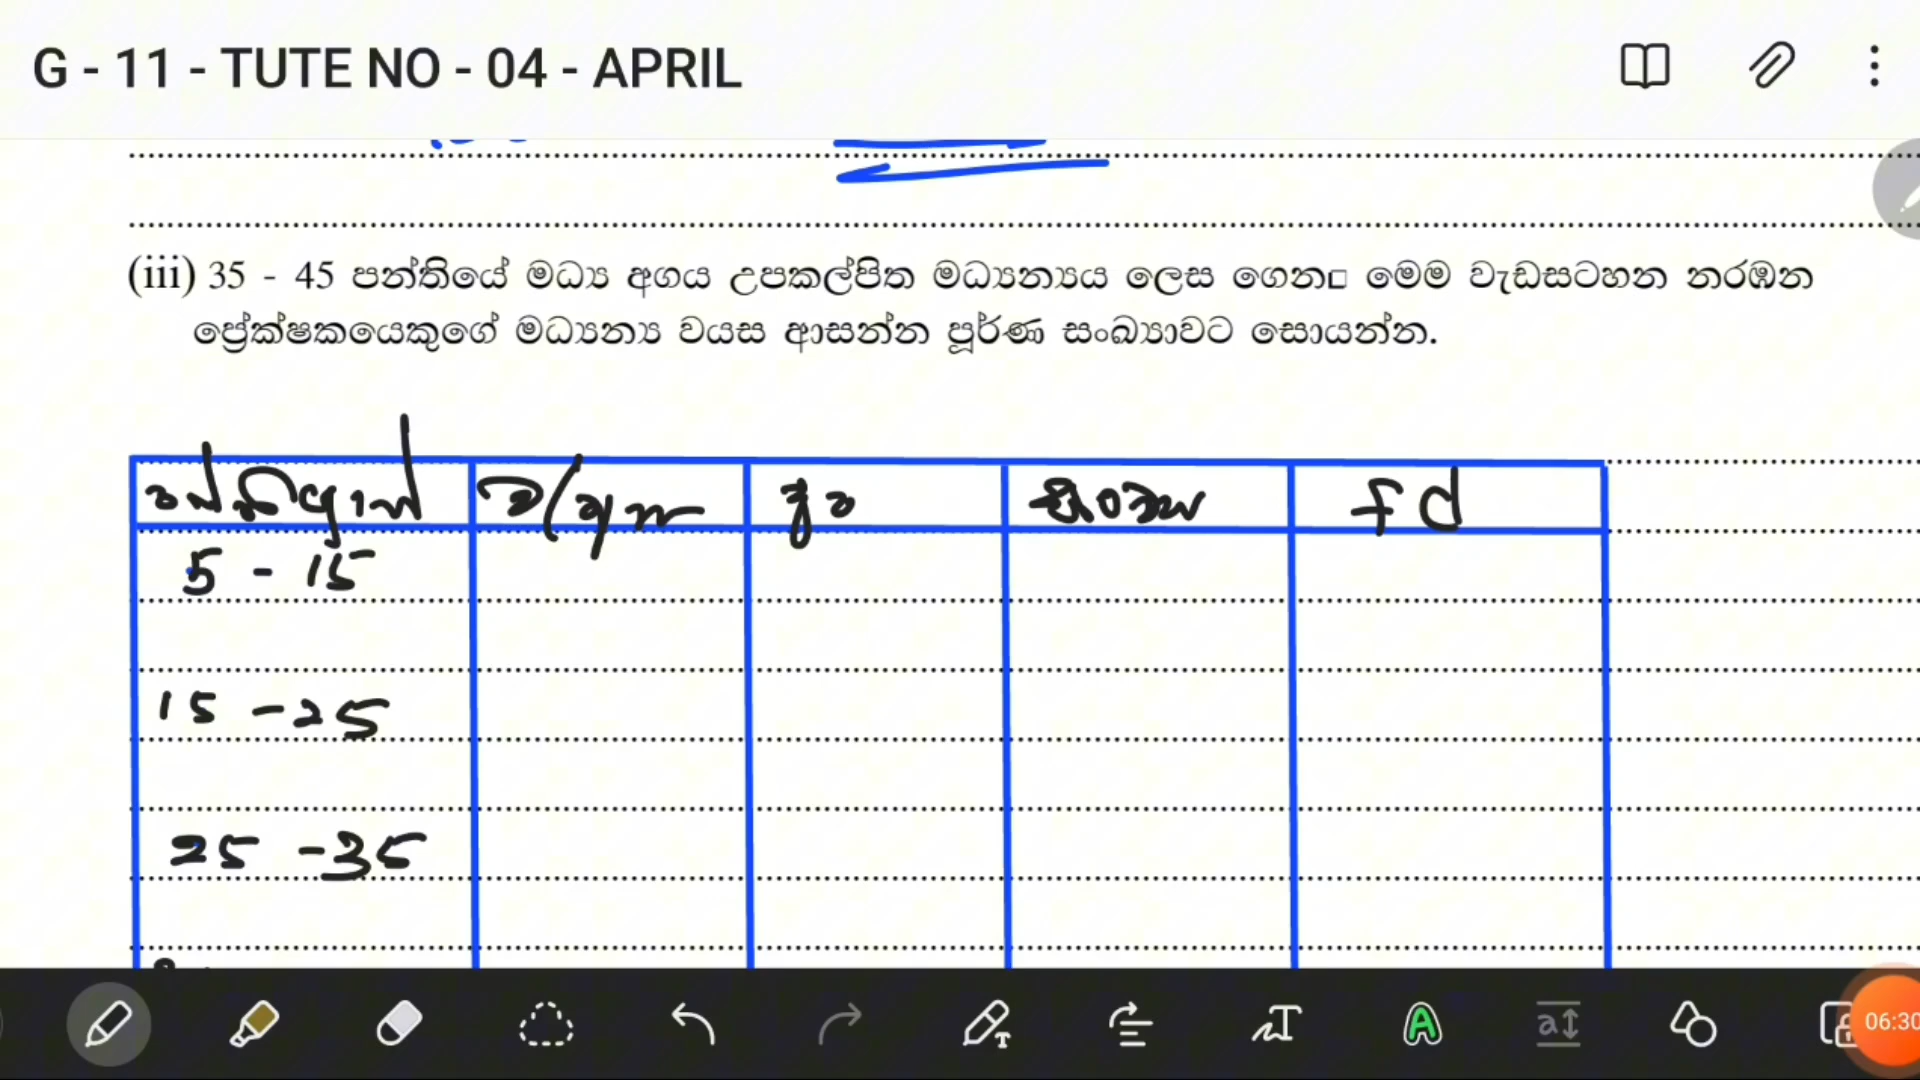 G - 11 - TUTE NO - 04 - APRIL
(iii) 35 - 45 පන්තියේ මධ්‍ය අගය උපකල්පිත මධ්‍යන්‍යය ලෙස ගෙන□ මෙම වැඩසටහන නරඹන
ප්‍රේක්ෂකයෙකුගේ මධ්‍යන්‍ය වයස ආසන්න පූර්ණ සංඛ්‍යාවට සොයන්න.
fd
5 - 15
15 - 25
25 - 35
06:30